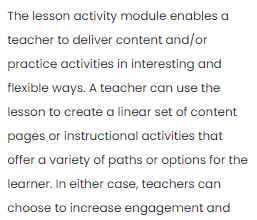 The lesson activity module enables a
teacher to deliver content and/or
practice activities in interesting and
flexible ways. A teacher can use the
lesson to create a linear set of content
pages or instructional activities that
offer a variety of paths or options for the
learner. In either case, teachers can
choose to increase engagement and